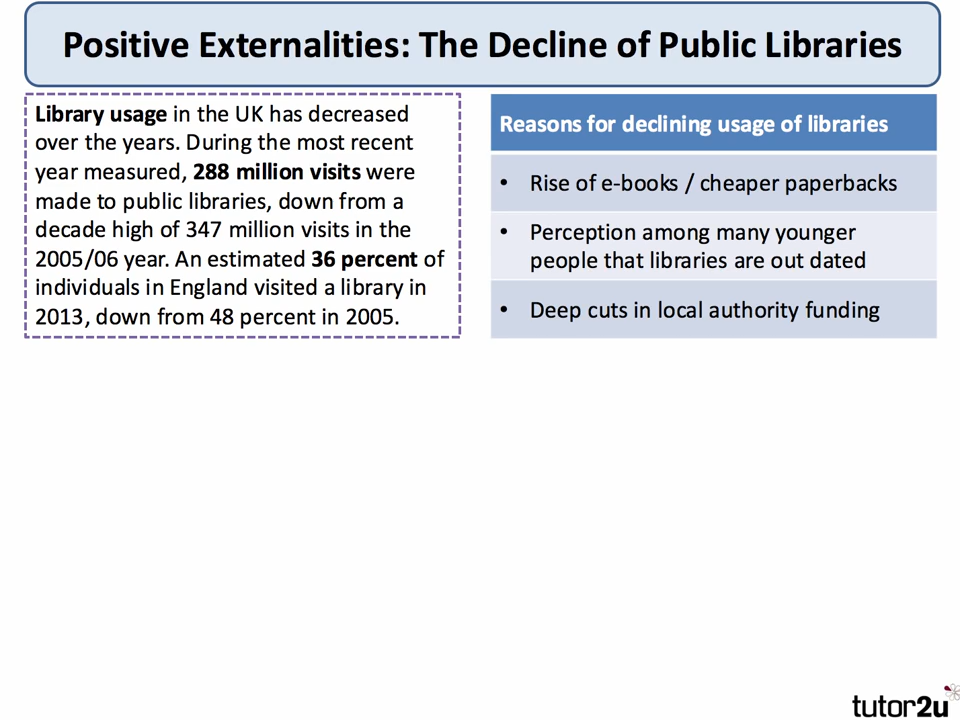 Positive Externalities: The Decline of Public Libraries
Library usage in the UK has decreased
over the years. During the most recent
year measured, 288 million visits were
made to public libraries, down from a
decade high of 347 million visits in the
2005/06 year. An estimated 36 percent of
individuals in England visited a library in
2013, down from 48 percent in 2005.
Reasons for declining usage of libraries
• Rise of e-books / cheaper paperbacks
• Perception among many younger
people that libraries are out dated
• Deep cuts in local authority funding
tutor2u